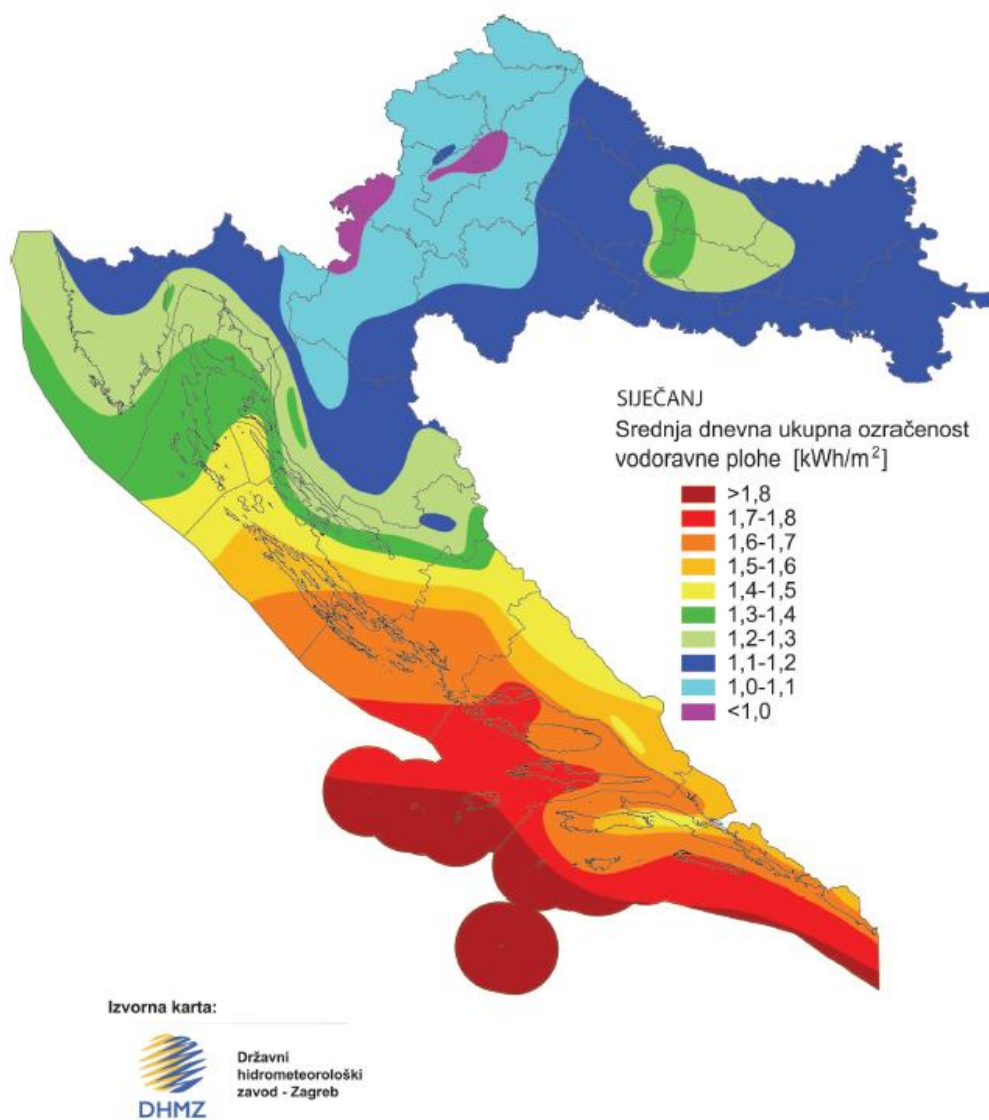 SIJEČANJ
Srednja dnevna ukupna ozračenost
vodoravne plohe [kWh/m²]
>1,8
1,7-1,8
1,6-1,7
1,5-1,6
1,4-1,5
1,3-1,4
1,2-1,3
1,1-1,2
1,0-1,1
<1,0
Izvorna karta:
Državni
hidrometeorološki
zavod - Zagreb
DHMZ